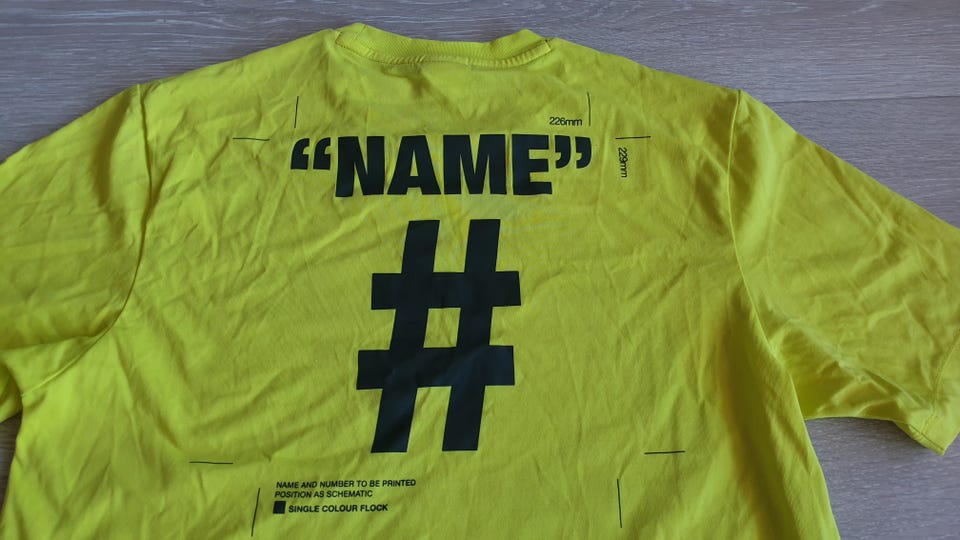 226mm
“NAME”
229mm
#
NAME AND NUMBER TO BE PRINTED
POSITION AS SCHEMATIC
SINGLE COLOUR FLOCK